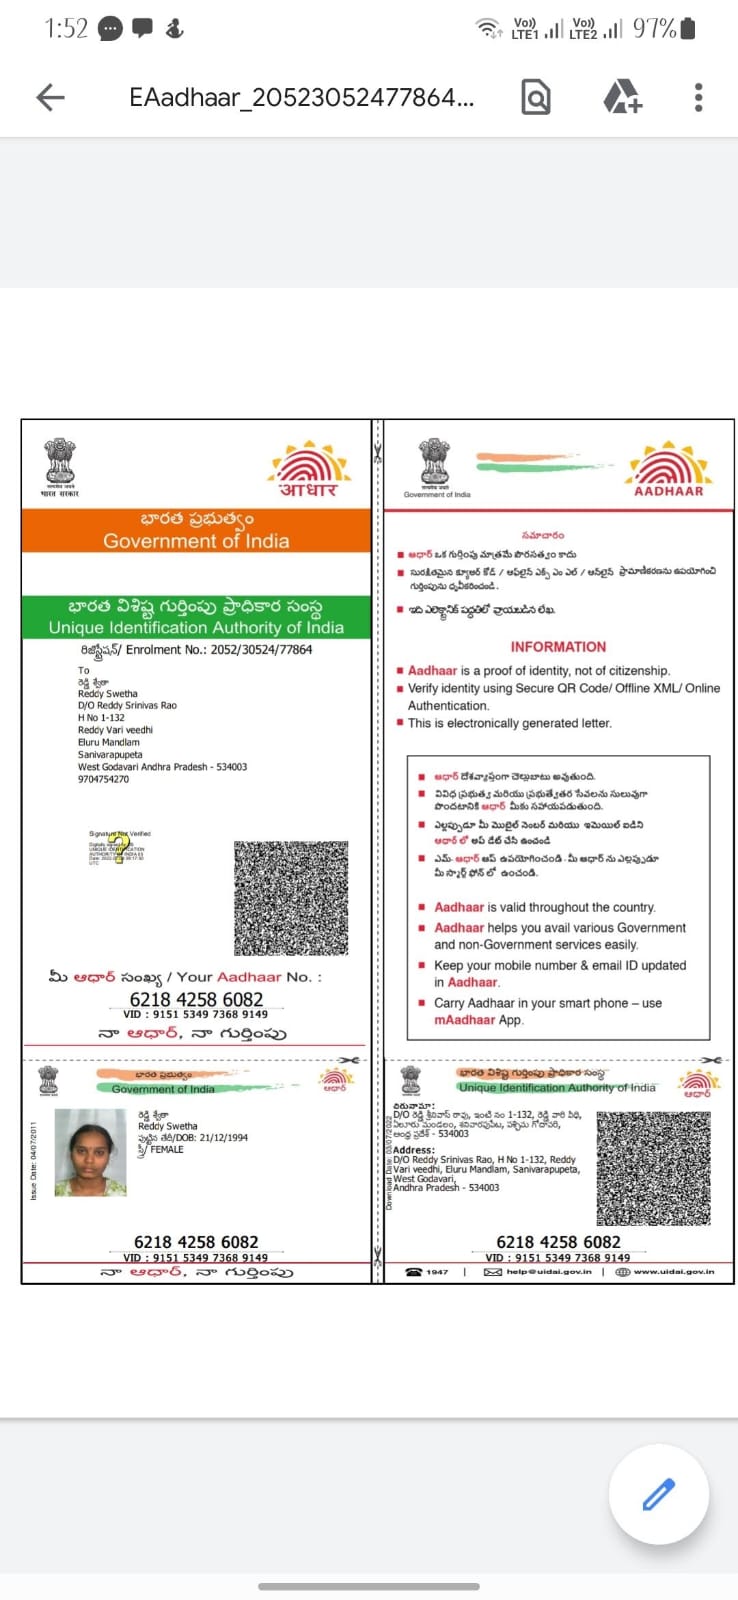 1:52
Vo)) LTE1 Vo)) LTE2 97%
EAadhaar_20523052477864...
भारत सरकार
आधार
భారత ప్రభుత్వం
Government of India
భారత విశిష్ట గుర్తింపు ప్రాధికార సంస్థ
Unique Identification Authority of India
రిజిస్ట్రేషన్/ Enrolment No.: 2052/30524/77864
To
రెడ్డి శ్వేతా
Reddy Swetha
D/O Reddy Srinivas Rao
H No 1-132
Reddy Vari veedhi
Eluru Mandlam
Sanivarapupeta
West Godavari Andhra Pradesh - 534003
9704754270
Signature Not Verified
మీ ఆధార్ సంఖ్య / Your Aadhaar No. :
6218 4258 6082
VID : 9151 5349 7368 9149
నా ఆధార్, నా గుర్తింపు
Government of India
AADHAAR
సమాచారం
ఆధార్ ఒక గుర్తింపు మాత్రమే పౌరసత్వం కాదు
సురక్షితమైన క్యూఆర్ కోడ్ / ఆఫ్‌లైన్ ఎక్స్ ఎం ఎల్ / ఆన్‌లైన్ ప్రామాణీకరణను ఉపయోగించి
గుర్తింపును ధృవీకరించండి.
ఇది ఎలక్ట్రానిక్ పద్ధతిలో వ్రాయబడిన లేఖ.
INFORMATION
Aadhaar is a proof of identity, not of citizenship.
Verify identity using Secure QR Code/ Offline XML/ Online
Authentication.
This is electronically generated letter.
ఆధార్ దేశవ్యాప్తంగా చెల్లుబాటు అవుతుంది.
వివిధ ప్రభుత్వ మరియు ప్రభుత్వేతర సేవలను సులువుగా
పొందటానికి ఆధార్ మీకు సహాయపడుతుంది.
ఎల్లప్పుడూ మీ మొబైల్ నెంబర్ మరియు ఇమెయిల్ ఐడిని
ఆధార్ లో అప్ డేట్ చేసి ఉంచండి
ఎమ్-ఆధార్ ఆప్ ఉపయోగించండి - మీ ఆధార్ ను ఎల్లప్పుడూ
మీ స్మార్ట్ ఫోన్ లో ఉంచండి.
Aadhaar is valid throughout the country.
Aadhaar helps you avail various Government
and non-Government services easily.
Keep your mobile number & email ID updated
in Aadhaar.
Carry Aadhaar in your smart phone – use
mAadhaar App.
భారత ప్రభుత్వం
Government of India
ఆధార్
Issue Date: 04/07/2011
రెడ్డి శ్వేతా
Reddy Swetha
పుట్టిన తేదీ/DOB: 21/12/1994
స్త్రీ/ FEMALE
6218 4258 6082
VID : 9151 5349 7368 9149
నా ఆధార్, నా గుర్తింపు
భారత విశిష్ట గుర్తింపు ప్రాధికార సంస్థ
Unique Identification Authority of India
ఆధార్
Download Date: 03/07/2022
చిరునామా:
D/O రెడ్డి శ్రీనివాస్ రావు, ఇంటి నం 1-132, రెడ్డి వారి వీధి,
ఏలూరు మండలం, శనివారపుపేట, పశ్చిమ గోదావరి,
ఆంధ్ర ప్రదేశ్ - 534003
Address:
D/O Reddy Srinivas Rao, H No 1-132, Reddy
Vari veedhi, Eluru Mandlam, Sanivarapupeta,
West Godavari,
Andhra Pradesh - 534003
6218 4258 6082
VID : 9151 5349 7368 9149
1947 | help@uidai.gov.in | www.uidai.gov.in